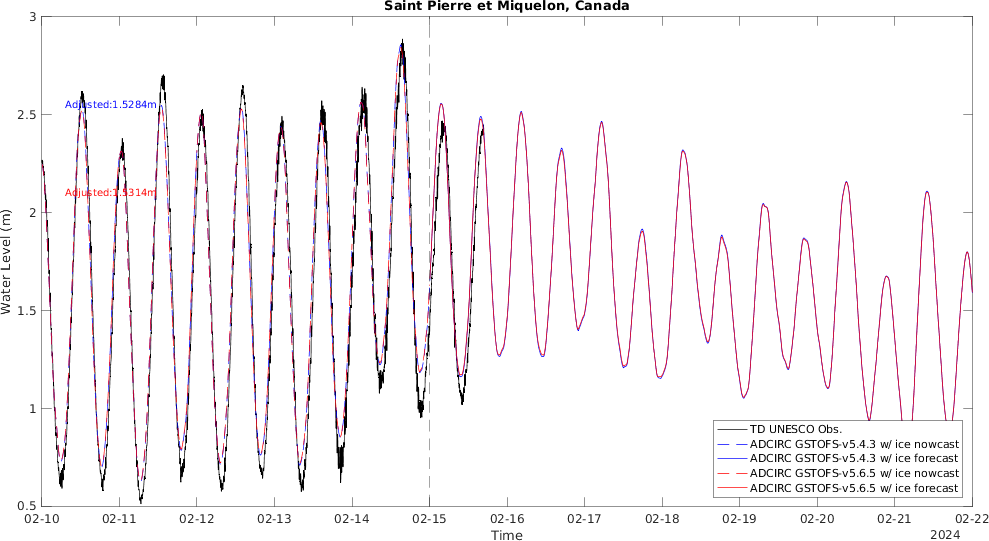 Saint Pierre et Miquelon, Canada
3
2.5
2
1.5
1
0.5
Water Level (m)
Adjusted:1.5284m
Adjusted:1.5314m
TD UNESCO Obs.
ADCIRC GSTOFS-v5.4.3 w/ ice nowcast
ADCIRC GSTOFS-v5.4.3 w/ ice forecast
ADCIRC GSTOFS-v5.6.5 w/ ice nowcast
ADCIRC GSTOFS-v5.6.5 w/ ice forecast
02-10 02-11 02-12 02-13 02-14 02-15 02-16 02-17 02-18 02-19 02-20 02-21 02-22
Time
2024